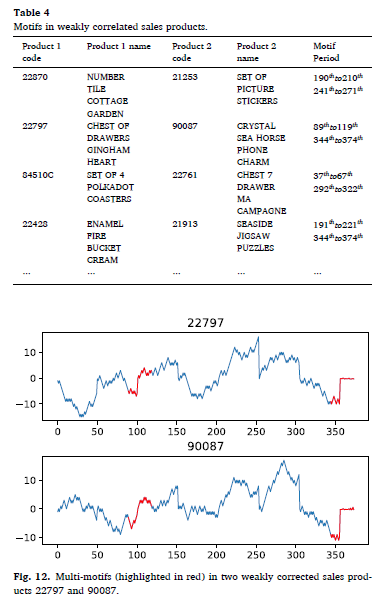 Table 4
Motifs in weakly correlated sales products.
Product 1 code Product 1 name Product 2 code Product 2 name Motif Period
22870 NUMBER TILE COTTAGE GARDEN 21253 SET OF PICTURE STICKERS 190th to 210th 241th to 271th
22797 CHEST OF DRAWERS GINGHAM HEART 90087 CRYSTAL SEA HORSE PHONE CHARM 89th to 119th 344th to 374th
84510C SET OF 4 POLKADOT COASTERS 22761 CHEST 7 DRAWER MA CAMPAGNE 37th to 67th 292th to 322th
22428 ENAMEL FIRE BUCKET CREAM 21913 SEASIDE JIGSAW PUZZLES 191th to 221th 344th to 374th
... ... ... ... ...
22797
10
0
−10
0 50 100 150 200 250 300 350
90087
10
0
−10
0 50 100 150 200 250 300 350
Fig. 12. Multi-motifs (highlighted in red) in two weakly corrected sales prod-
ucts 22797 and 90087.